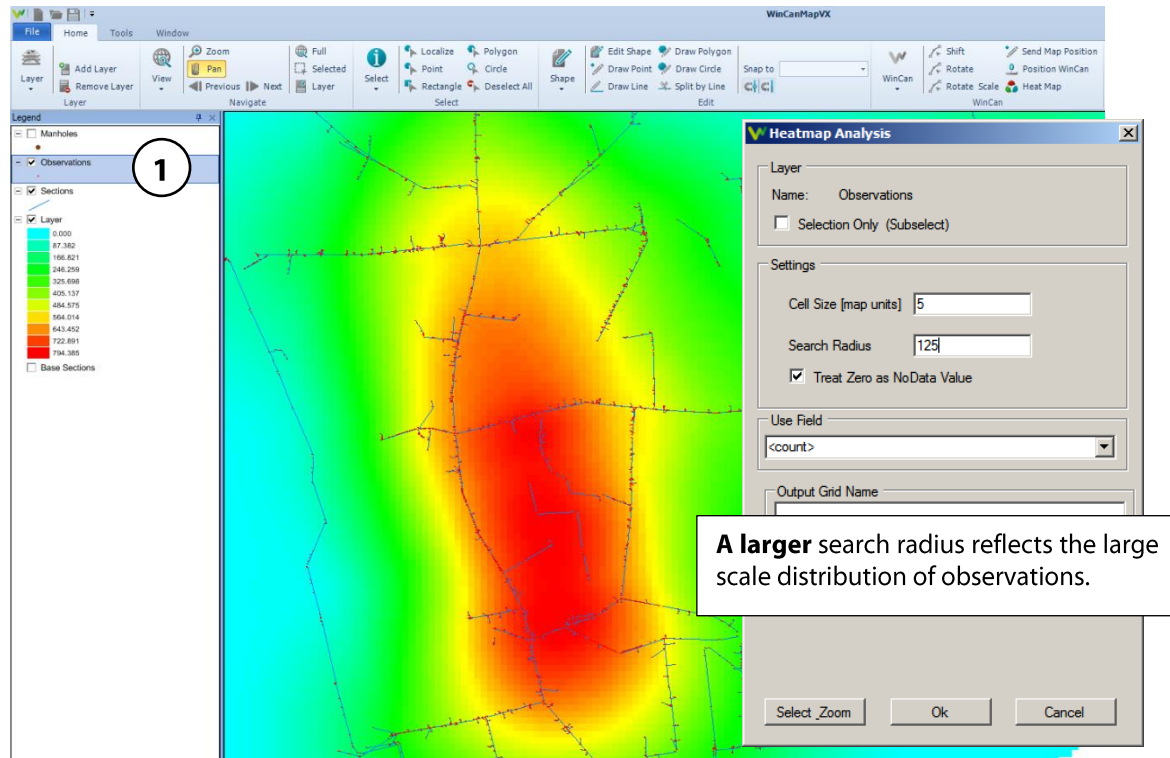 WinCanMapVX
File Home Tools Window
Layer
Add Layer
Remove Layer
Layer
View
Zoom
Pan
Previous Next
Full
Selected
Layer
Navigate
Select
Localize Polygon
Point Circle
Rectangle Deselect All
Select
Shape
Edit Shape Draw Polygon
Draw Point Draw Circle
Draw Line Split by Line
Snap to
Edit
WinCan
Shift Send Map Position
Rotate Position WinCan
Rotate Scale Heat Map
WinCan
Legend
Manholes
Observations
1
Sections
Layer
0.000
87.382
166.821
246.259
325.698
405.137
484.575
564.014
643.452
722.891
794.385
Base Sections
Heatmap Analysis
Layer
Name: Observations
Selection Only (Subselect)
Settings
Cell Size [map units] 5
Search Radius 125
Treat Zero as NoData Value
Use Field
<count>
Output Grid Name
A larger search radius reflects the large
scale distribution of observations.
Select_Zoom Ok Cancel